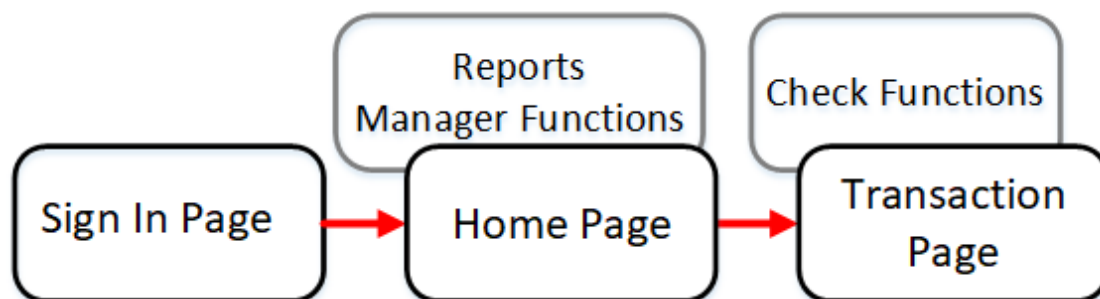 Reports
Manager Functions
Check Functions
Sign In Page
Home Page
Transaction
Page